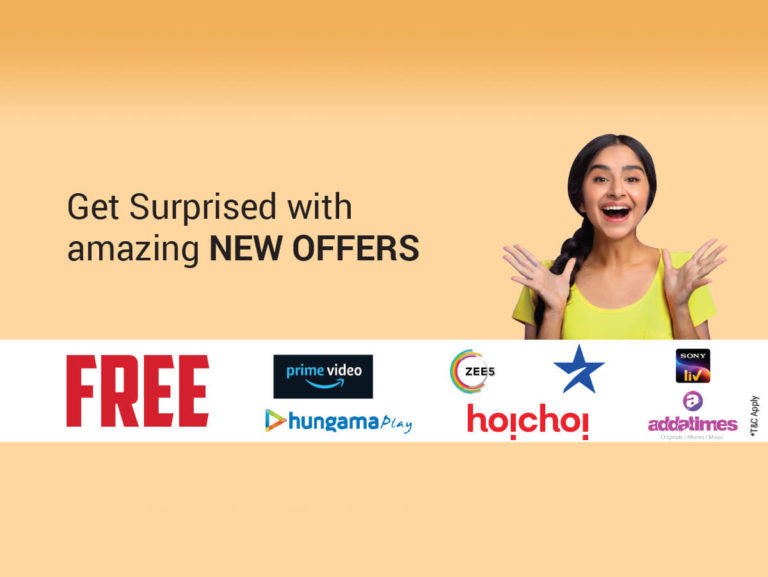 Get Surprised with
amazing NEW OFFERS
FREE
prime video
ZEE5
SONY
liv
hungama play
hoichoi
a
addatimes
Originals | Movies | Music
*T&C Apply